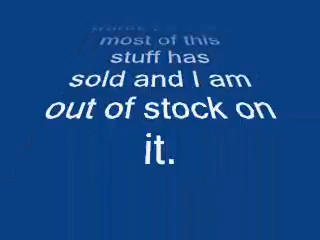 most of this
stuff has
sold and I am
out of stock on
it.